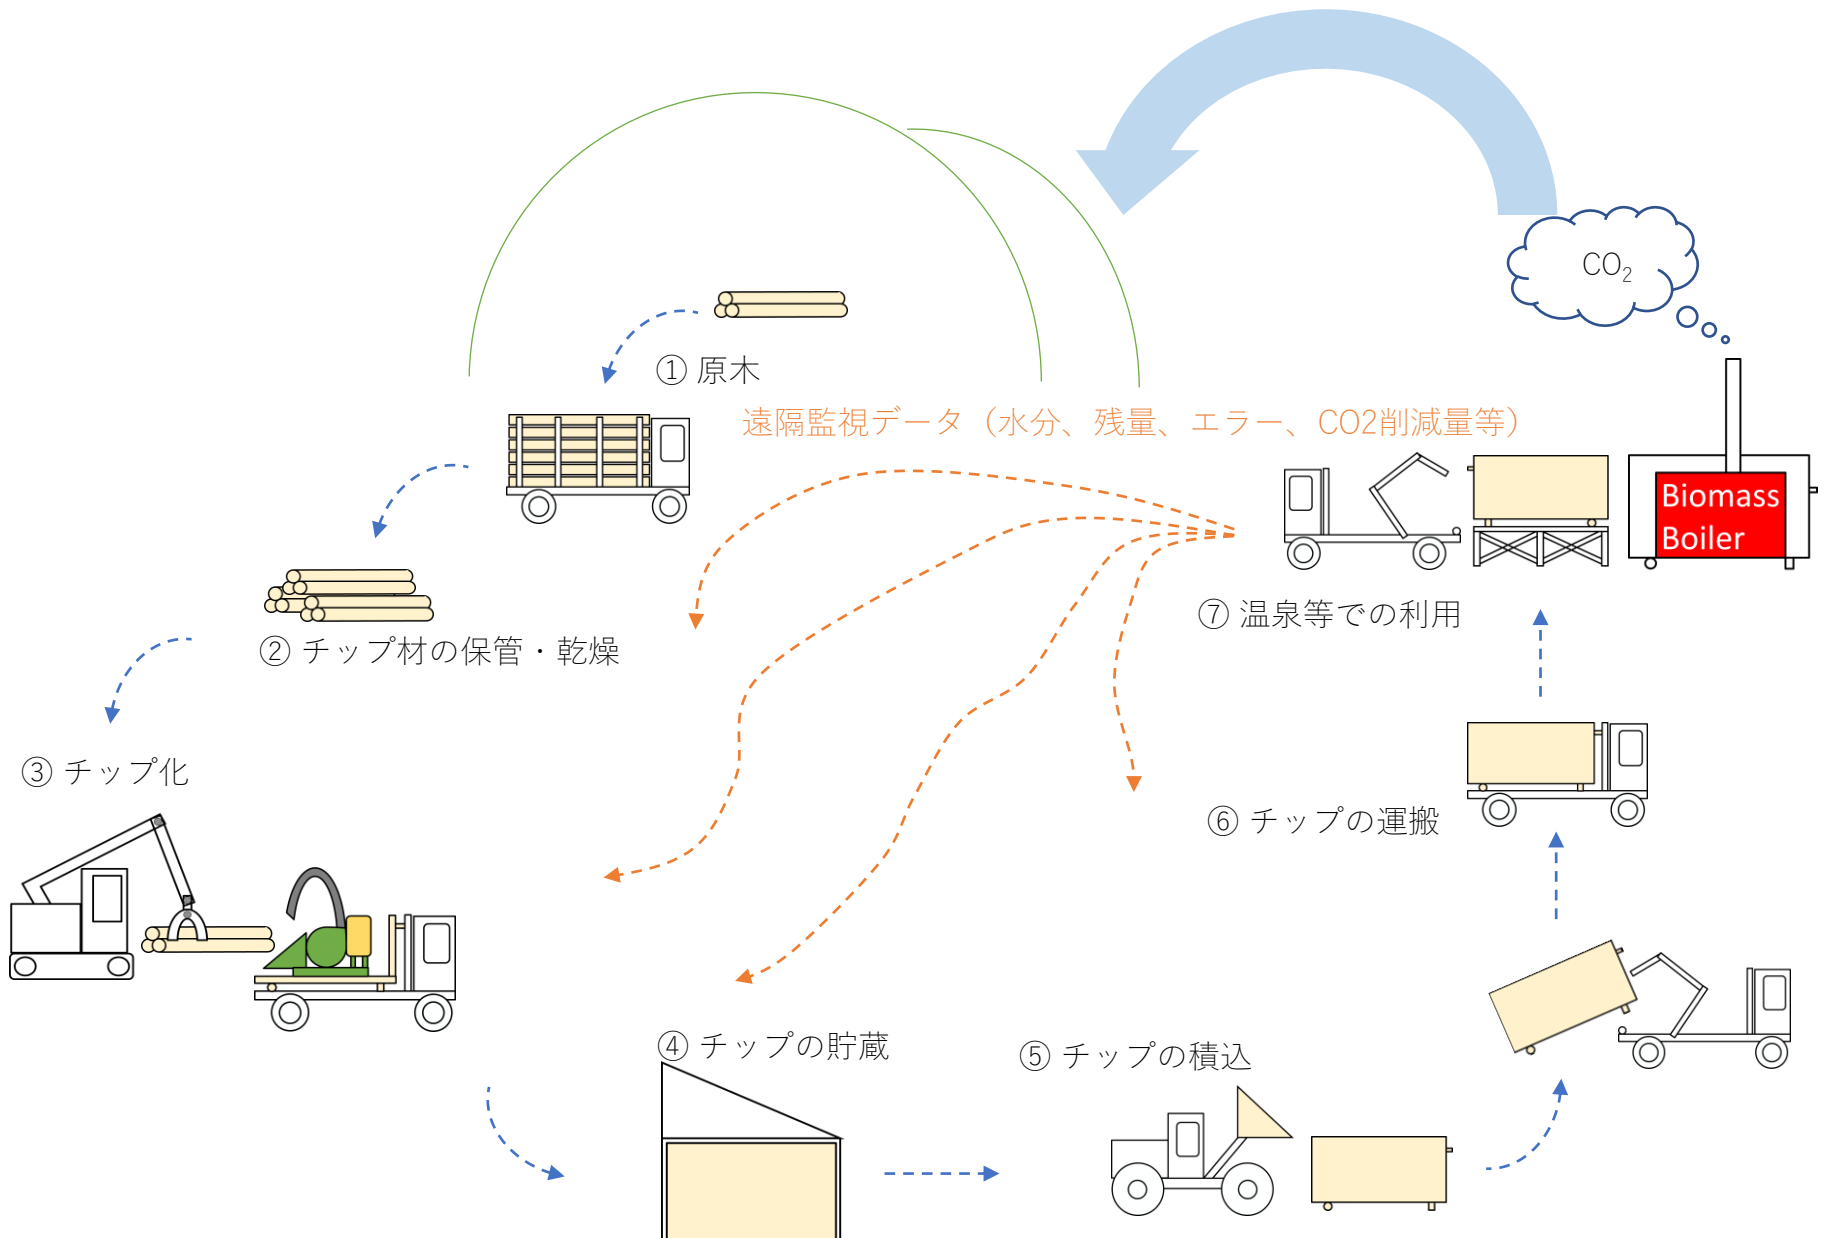 CO₂
① 原木
遠隔監視データ（水分、残量、エラー、CO2削減量等）
Biomass
Boiler
⑦ 温泉等での利用
② チップ材の保管・乾燥
③ チップ化
⑥ チップの運搬
④ チップの貯蔵
⑤ チップの積込